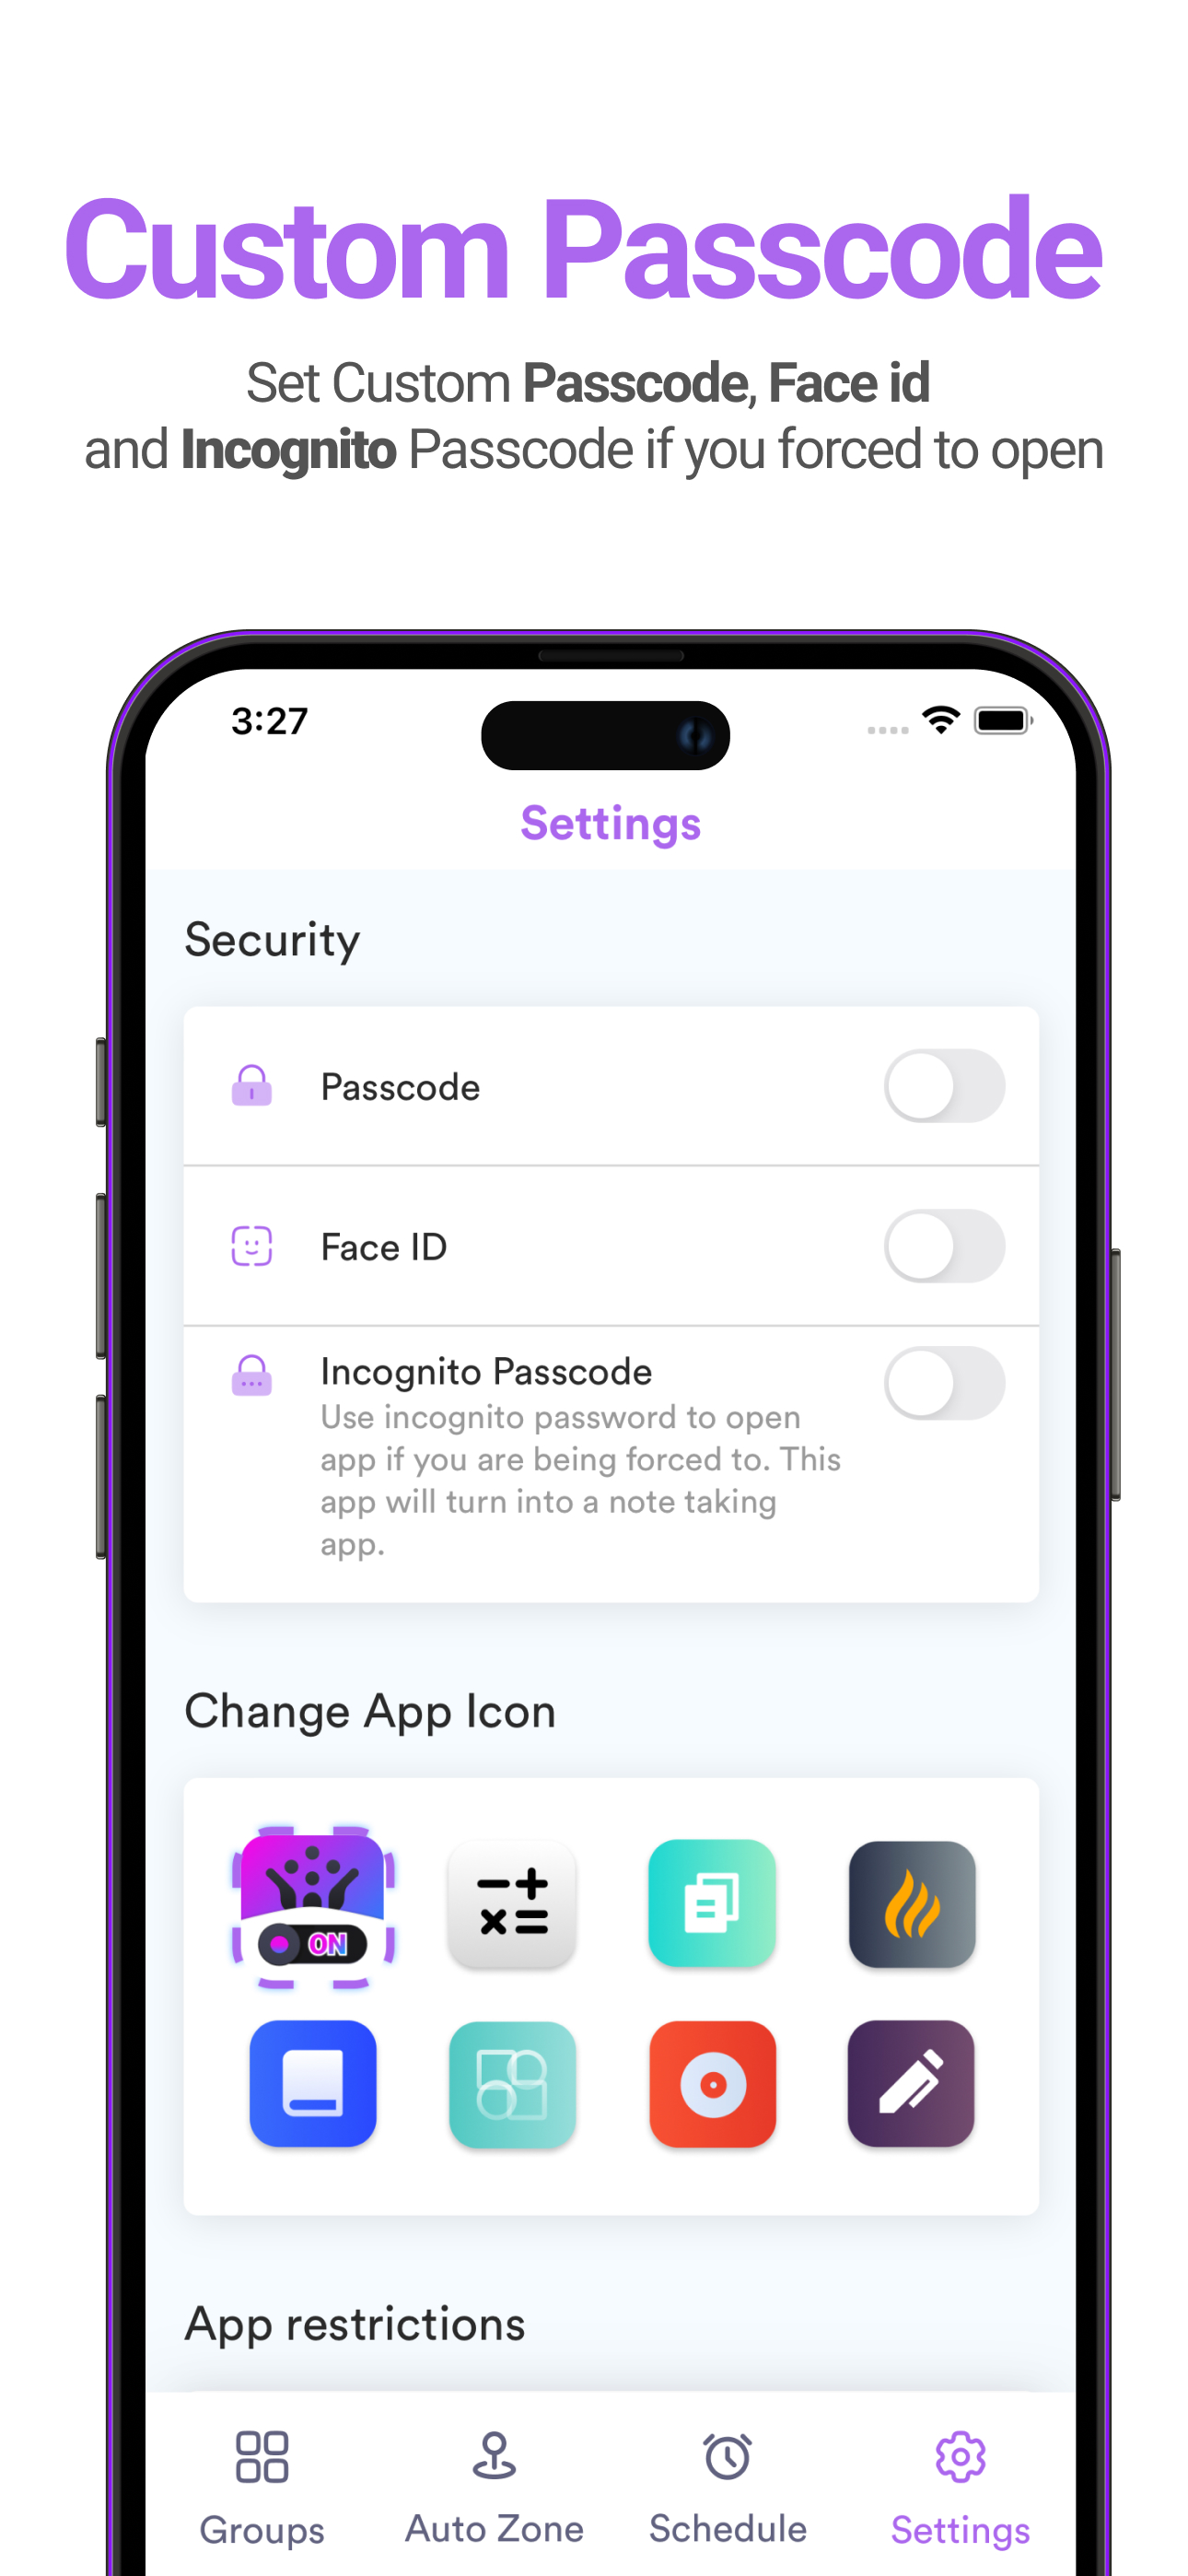 Custom Passcode
Set Custom Passcode, Face id
and Incognito Passcode if you forced to open
3:27
Settings
Security
Passcode
Face ID
Incognito Passcode
Use incognito password to open
app if you are being forced to. This
app will turn into a note taking
app.
Change App Icon
ON
App restrictions
Groups
Auto Zone
Schedule
Settings